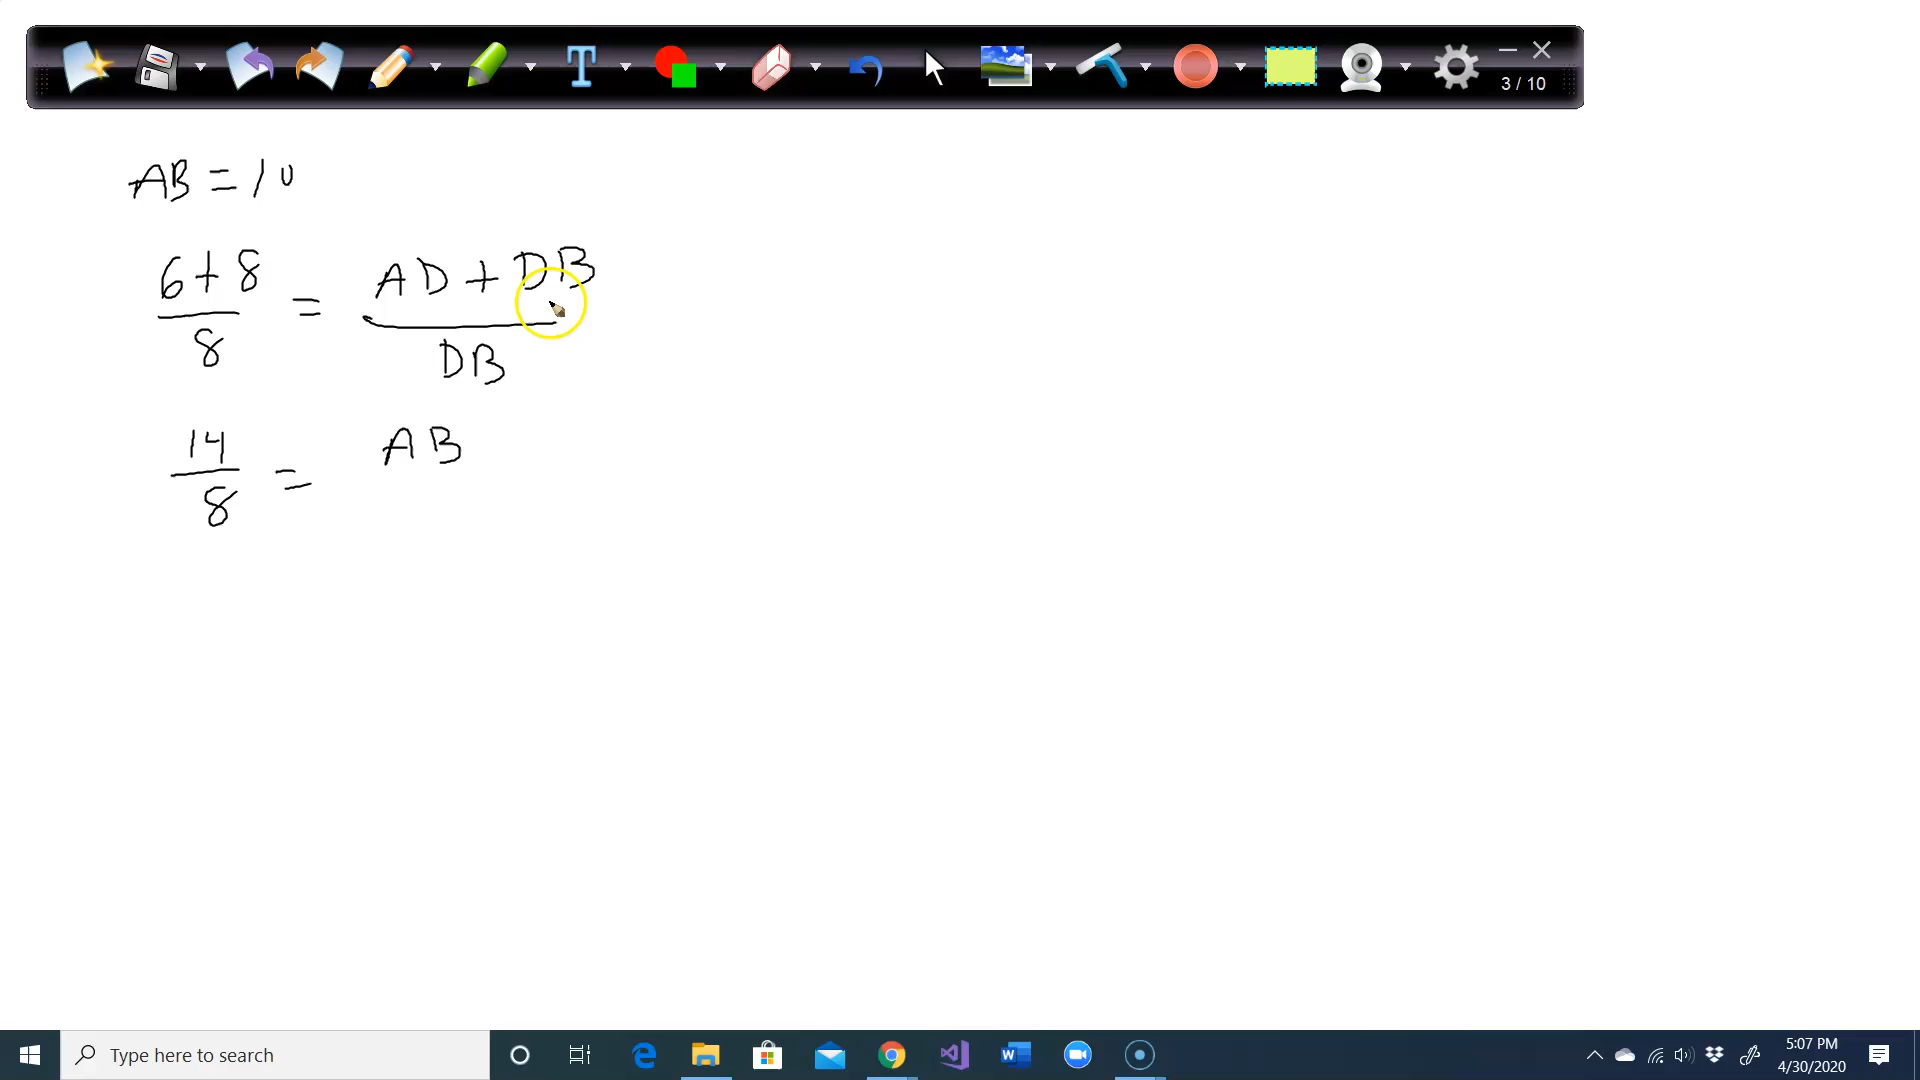 3 / 10
AB = 10
6 + 8 / 8 = AD + DB / DB
14 / 8 = AB
Type here to search
5:07 PM
4/30/2020